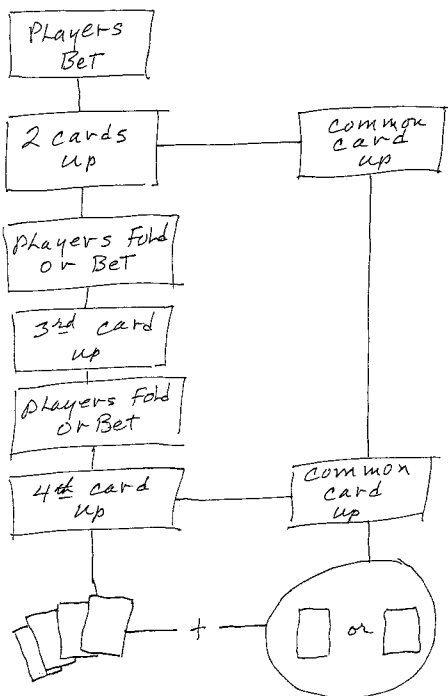 Players
Bet
2 cards
up
common
card
up
Players Fold
or Bet
3rd card
up
players Fold
or Bet
4th card
up
common
card
up
+
or